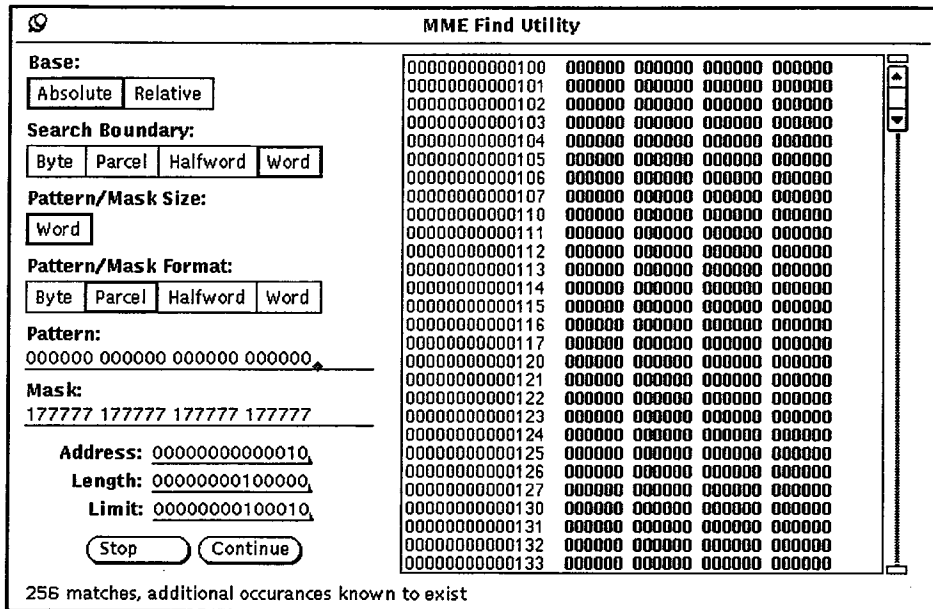 MME Find Utility
Base:
Absolute Relative
Search Boundary:
Byte Parcel Halfword Word
Pattern/Mask Size:
Word
Pattern/Mask Format:
Byte Parcel Halfword Word
Pattern:
000000 000000 000000 000000
Mask:
177777 177777 177777 177777
Address: 00000000000010
Length: 00000000100000
Limit: 00000000100010
Stop Continue
00000000000100 000000 000000 000000 000000
00000000000101 000000 000000 000000 000000
00000000000102 000000 000000 000000 000000
00000000000103 000000 000000 000000 000000
00000000000104 000000 000000 000000 000000
00000000000105 000000 000000 000000 000000
00000000000106 000000 000000 000000 000000
00000000000107 000000 000000 000000 000000
00000000000110 000000 000000 000000 000000
00000000000111 000000 000000 000000 000000
00000000000112 000000 000000 000000 000000
00000000000113 000000 000000 000000 000000
00000000000114 000000 000000 000000 000000
00000000000115 000000 000000 000000 000000
00000000000116 000000 000000 000000 000000
00000000000117 000000 000000 000000 000000
00000000000120 000000 000000 000000 000000
00000000000121 000000 000000 000000 000000
00000000000122 000000 000000 000000 000000
00000000000123 000000 000000 000000 000000
00000000000124 000000 000000 000000 000000
00000000000125 000000 000000 000000 000000
00000000000126 000000 000000 000000 000000
00000000000127 000000 000000 000000 000000
00000000000130 000000 000000 000000 000000
00000000000131 000000 000000 000000 000000
00000000000132 000000 000000 000000 000000
00000000000133 000000 000000 000000 000000
256 matches, additional occurances known to exist